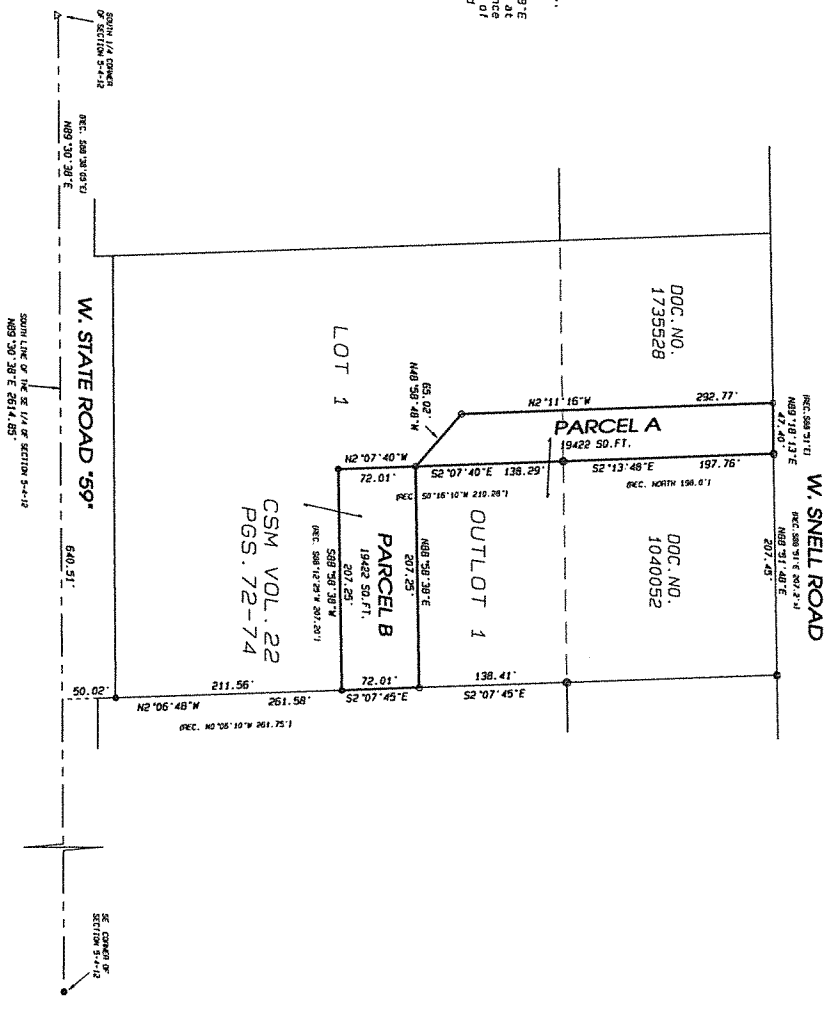 9"E
at
nce
of
SOUTH 1/4 CORNER
OF SECTION 5-4-12
(REC. S88°38'05"E)
N89°30'38"E
W. STATE ROAD "59"
SOUTH LINE OF THE SE 1/4 OF SECTION 5-4-12
N89°30'38"E 2614.85'
640.51'
50.02'
SE CORNER OF
SECTION 5-4-12
W. SNELL ROAD
(REC. S88°51'E)
N89°18'13"E
47.40'
N88°51'48"E
207.45'
DOC. NO.
1735528
292.77'
N2°11'16"W
PARCEL A
19422 SQ.FT.
S2°13'48"E 197.76'
(REC. NORTH 198.0')
DOC. NO.
1040052
LOT 1
65.02'
N48°58'48"W
N2°07'40"W
72.01'
S2°07'40"E 138.29'
(REC. S0°16'10"W 210.28')
OUTLOT 1
N88°58'38"E
207.25'
PARCEL B
19422 SQ.FT.
S88°58'38"W
207.25'
(REC. S88°12'25"W 207.20')
CSM VOL. 22
PGS. 72-74
138.41'
S2°07'45"E
72.01'
S2°07'45"E
211.56'
N2°06'48"W 261.58'
(REC. N0°06'10"W 261.75')